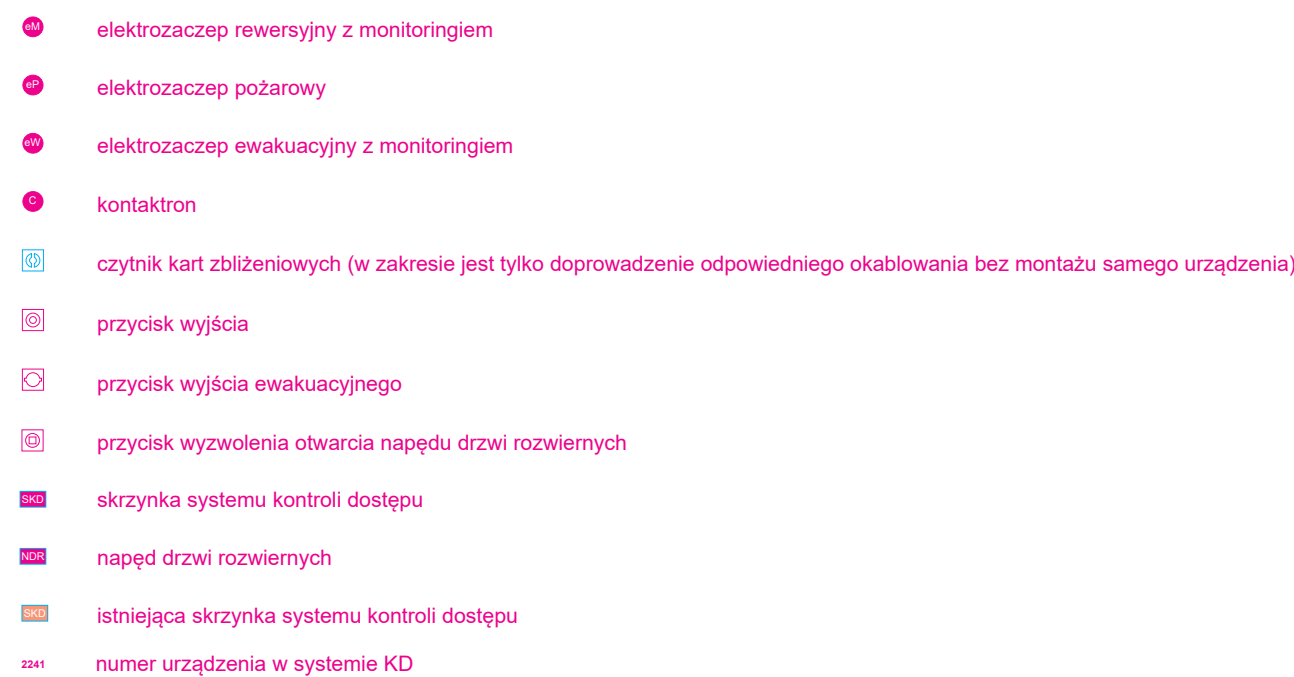 eM elektrozaczep rewersyjny z monitoringiem
eP elektrozaczep pożarowy
eW elektrozaczep ewakuacyjny z monitoringiem
C kontaktron
czytnik kart zbliżeniowych (w zakresie jest tylko doprowadzenie odpowiedniego okablowania bez montażu samego urządzenia)
przycisk wyjścia
przycisk wyjścia ewakuacyjnego
przycisk wyzwolenia otwarcia napędu drzwi rozwiernych
SKD skrzynka systemu kontroli dostępu
NDR napęd drzwi rozwiernych
SKD istniejąca skrzynka systemu kontroli dostępu
2241 numer urządzenia w systemie KD